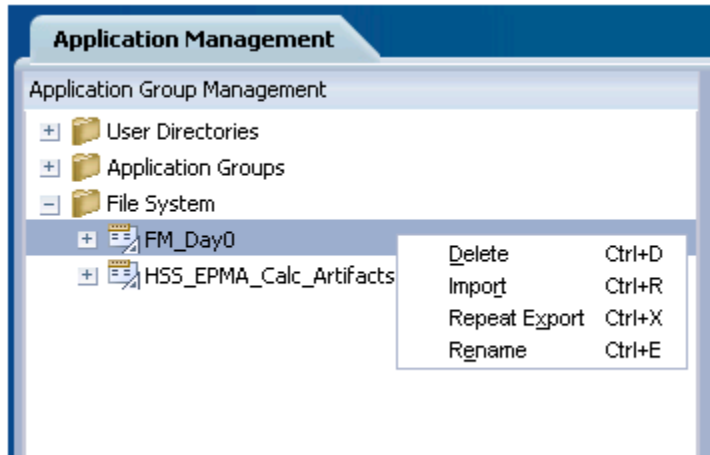 Application Management
Application Group Management
User Directories
Application Groups
File System
FM_Day0
HSS_EPMA_Calc_Artifacts
Delete Ctrl+D
Import Ctrl+R
Repeat Export Ctrl+X
Rename Ctrl+E